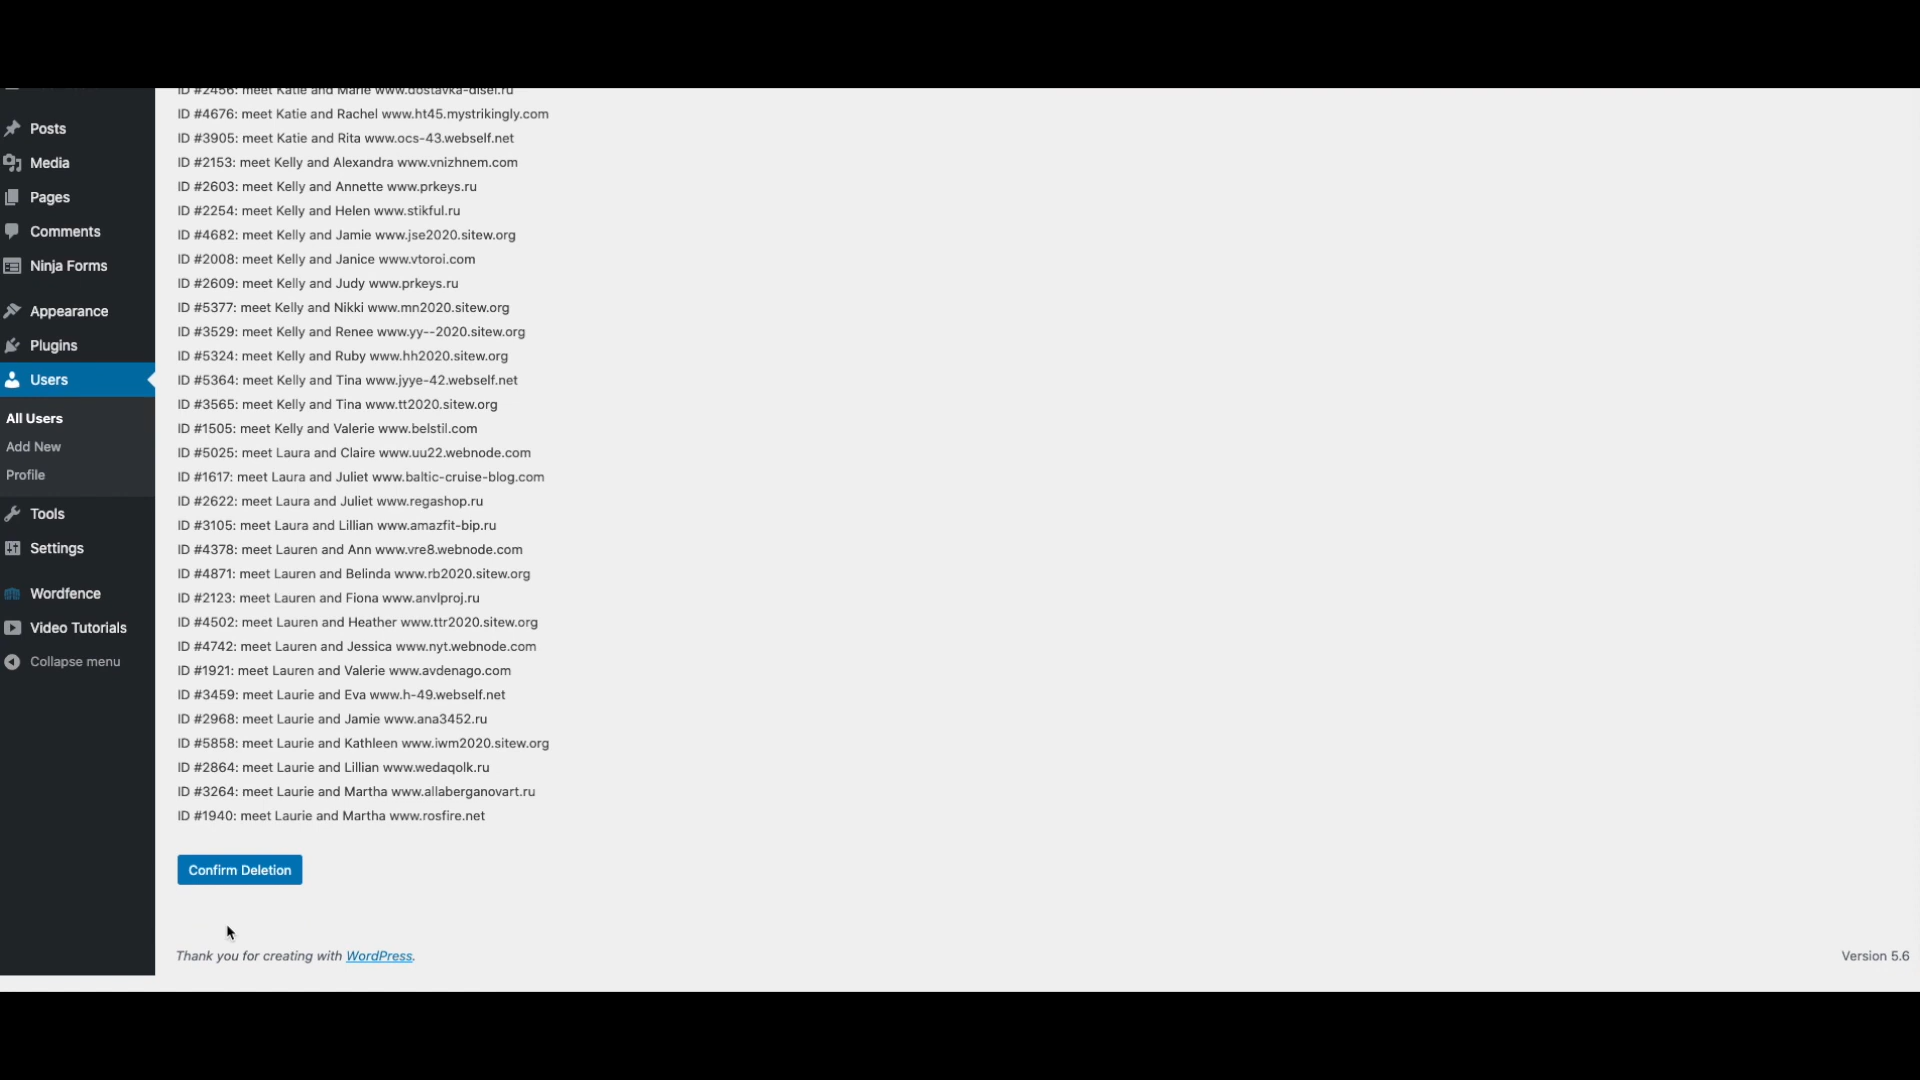 Posts
Media
Pages
Comments
Ninja Forms
Appearance
Plugins
Users
All Users
Add New
Profile
Tools
Settings
Wordfence
Video Tutorials
Collapse menu
ID #2456: meet Katie and Marie www.dostavka-disel.ru
ID #4676: meet Katie and Rachel www.ht45.mystrikingly.com
ID #3905: meet Katie and Rita www.ocs-43.webself.net
ID #2153: meet Kelly and Alexandra www.vnizhnem.com
ID #2603: meet Kelly and Annette www.prkeys.ru
ID #2254: meet Kelly and Helen www.stikful.ru
ID #4682: meet Kelly and Jamie www.jse2020.sitew.org
ID #2008: meet Kelly and Janice www.vtoroi.com
ID #2609: meet Kelly and Judy www.prkeys.ru
ID #5377: meet Kelly and Nikki www.mn2020.sitew.org
ID #3529: meet Kelly and Renee www.yy--2020.sitew.org
ID #5324: meet Kelly and Ruby www.hh2020.sitew.org
ID #5364: meet Kelly and Tina www.jyye-42.webself.net
ID #3565: meet Kelly and Tina www.tt2020.sitew.org
ID #1505: meet Kelly and Valerie www.belstil.com
ID #5025: meet Laura and Claire www.uu22.webnode.com
ID #1617: meet Laura and Juliet www.baltic-cruise-blog.com
ID #2622: meet Laura and Juliet www.regashop.ru
ID #3105: meet Laura and Lillian www.amazfit-bip.ru
ID #4378: meet Lauren and Ann www.vre8.webnode.com
ID #4871: meet Lauren and Belinda www.rb2020.sitew.org
ID #2123: meet Lauren and Fiona www.anvlproj.ru
ID #4502: meet Lauren and Heather www.ttr2020.sitew.org
ID #4742: meet Lauren and Jessica www.nyt.webnode.com
ID #1921: meet Lauren and Valerie www.avdenago.com
ID #3459: meet Laurie and Eva www.h-49.webself.net
ID #2968: meet Laurie and Jamie www.ana3452.ru
ID #5858: meet Laurie and Kathleen www.iwm2020.sitew.org
ID #2864: meet Laurie and Lillian www.wedaqolk.ru
ID #3264: meet Laurie and Martha www.allaberganovart.ru
ID #1940: meet Laurie and Martha www.rosfire.net
Confirm Deletion
Thank you for creating with WordPress.
Version 5.6